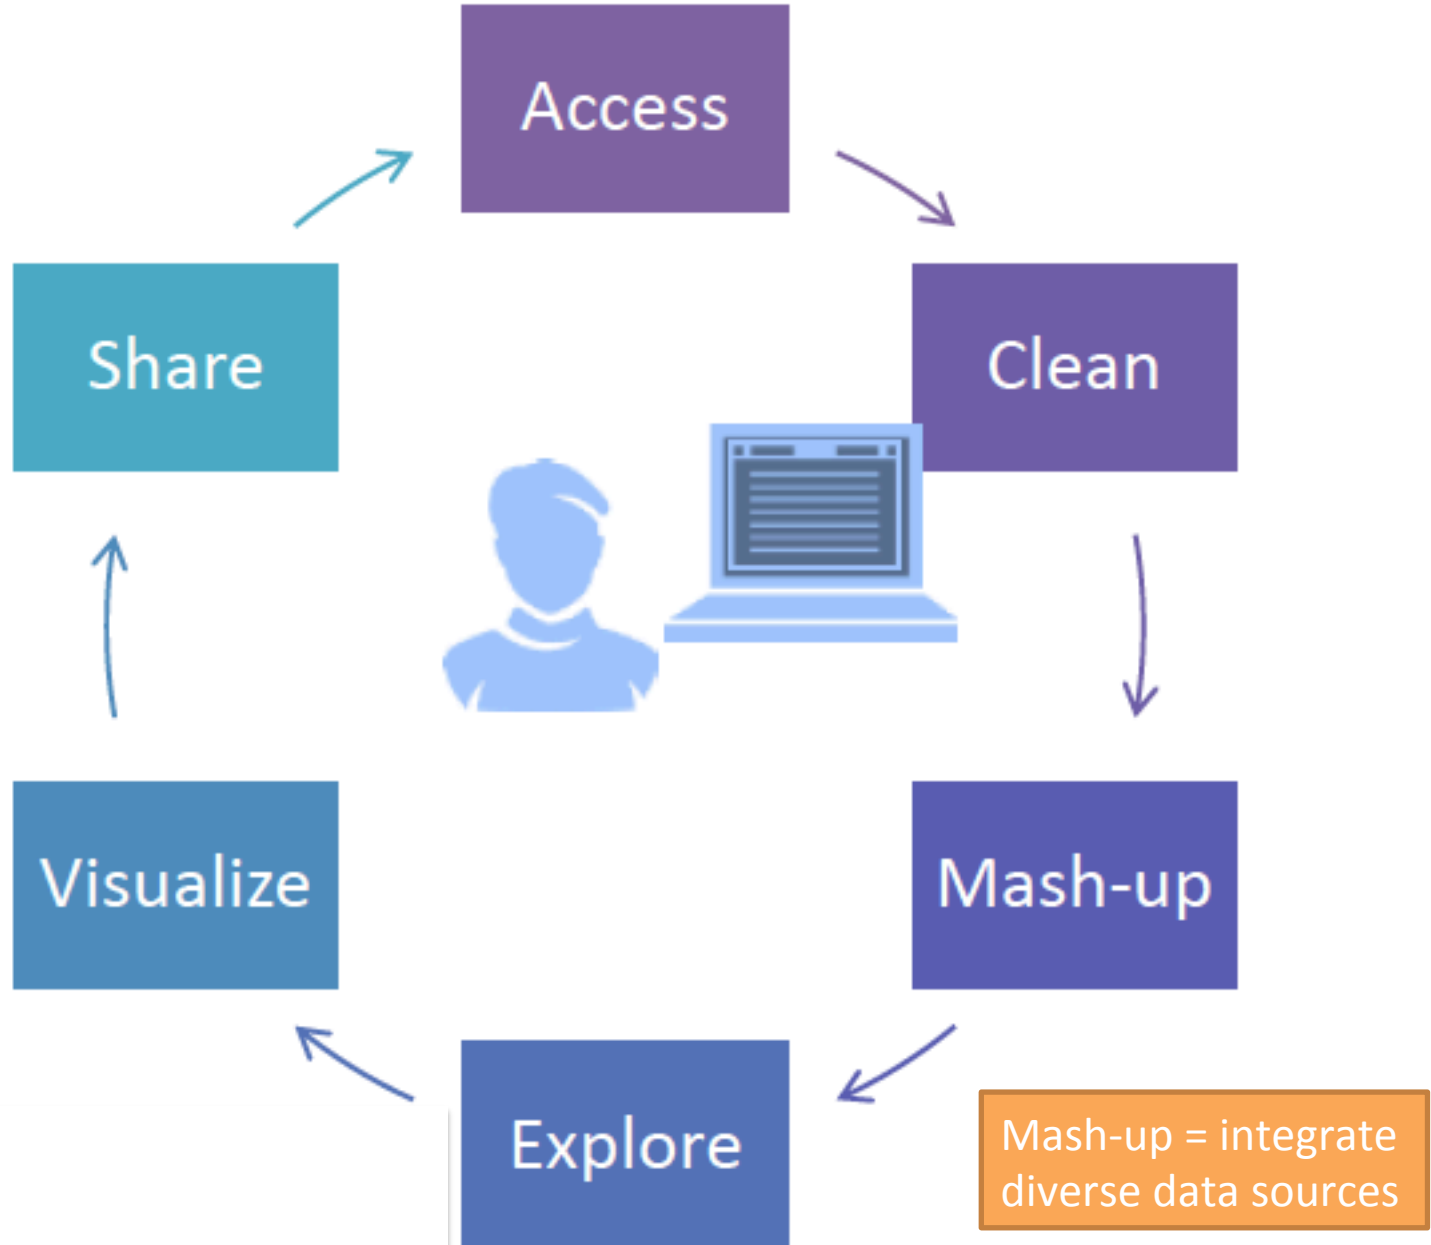 Access
Share
Clean
Visualize
Mash-up
Explore
Mash-up = integrate
diverse data sources